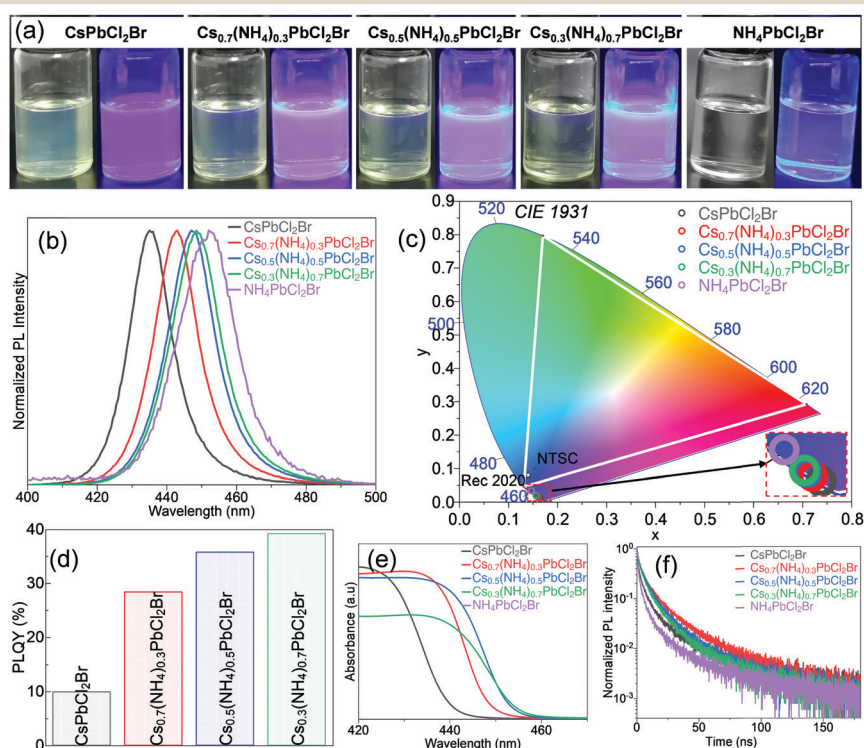 (a)
CsPbCl₂Br
Cs₀.₇(NH₄)₀.₃PbCl₂Br
Cs₀.₅(NH₄)₀.₅PbCl₂Br
Cs₀.₃(NH₄)₀.₇PbCl₂Br
NH₄PbCl₂Br
(b)
CsPbCl₂Br
Cs₀.₇(NH₄)₀.₃PbCl₂Br
Cs₀.₅(NH₄)₀.₅PbCl₂Br
Cs₀.₃(NH₄)₀.₇PbCl₂Br
NH₄PbCl₂Br
Normalized PL Intensity
400 420 440 460 480 500
Wavelength (nm)
(c)
CIE 1931
CsPbCl₂Br
Cs₀.₇(NH₄)₀.₃PbCl₂Br
Cs₀.₅(NH₄)₀.₅PbCl₂Br
Cs₀.₃(NH₄)₀.₇PbCl₂Br
NH₄PbCl₂Br
0.9
0.8
0.7
0.6
0.5
0.4
0.3
0.2
0.1
0.0
y
520
540
560
580
600
620
500
480
460
NTSC
Rec 2020
0.0 0.1 0.2 0.3 0.4 0.5 0.6 0.7 0.8
x
(d)
PLQY (%)
40
30
20
10
0
CsPbCl₂Br
Cs₀.₇(NH₄)₀.₃PbCl₂Br
Cs₀.₅(NH₄)₀.₅PbCl₂Br
Cs₀.₃(NH₄)₀.₇PbCl₂Br
(e)
CsPbCl₂Br
Cs₀.₇(NH₄)₀.₃PbCl₂Br
Cs₀.₅(NH₄)₀.₅PbCl₂Br
Cs₀.₃(NH₄)₀.₇PbCl₂Br
NH₄PbCl₂Br
Absorbance (a.u)
420 440 460
Wavelength (nm)
(f)
CsPbCl₂Br
Cs₀.₇(NH₄)₀.₃PbCl₂Br
Cs₀.₅(NH₄)₀.₅PbCl₂Br
Cs₀.₃(NH₄)₀.₇PbCl₂Br
NH₄PbCl₂Br
Normalized PL intensity
10⁰
10⁻¹
10⁻²
10⁻³
0 50 100 150
Time (ns)